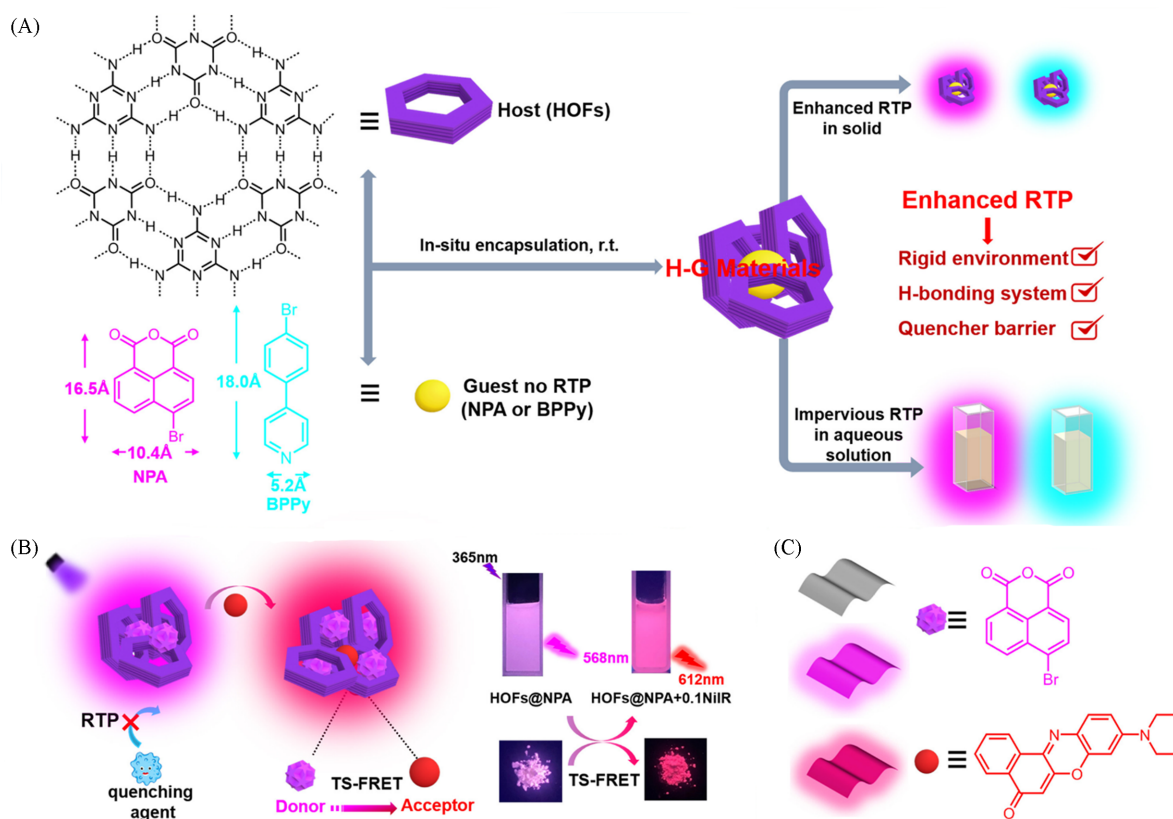 (A)
Host (HOFs)
Enhanced RTP
in solid
In-situ encapsulation, r.t.
H-G Materials
Enhanced RTP
Rigid environment
H-bonding system
Quencher barrier
16.5Å
Br
10.4Å
NPA
Br
18.0Å
N
5.2Å
BPPy
Guest no RTP
(NPA or BPPy)
Impervious RTP
in aqueous
solution
(B)
RTP
quenching
agent
TS-FRET
Donor
Acceptor
365nm
568nm
612nm
HOFs@NPA
HOFs@NPA+0.1NilR
TS-FRET
(C)
O O O
Br
N
N
O
O